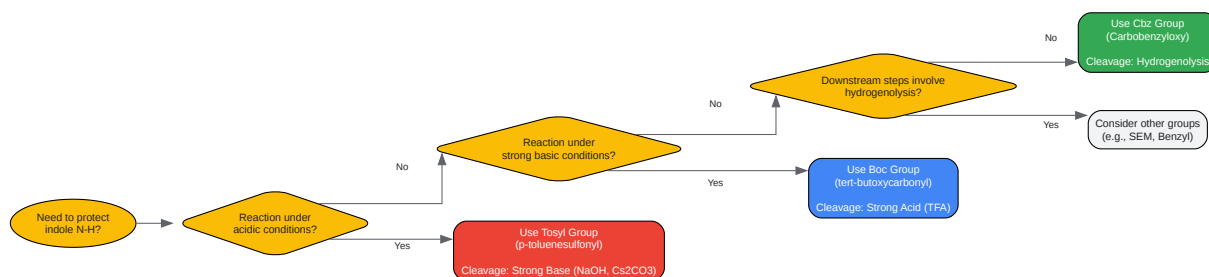 Need to protect
indole N-H?
Reaction under
acidic conditions?
No
Yes
Use Tosyl Group
(p-toluenesulfonyl)
Cleavage: Strong Base (NaOH, Cs2CO3)
Reaction under
strong basic conditions?
No
Yes
Use Boc Group
(tert-butoxycarbonyl)
Cleavage: Strong Acid (TFA)
Downstream steps involve
hydrogenolysis?
No
Yes
Use Cbz Group
(Carbobenzyloxy)
Cleavage: Hydrogenolysis
Consider other groups
(e.g., SEM, Benzyl)